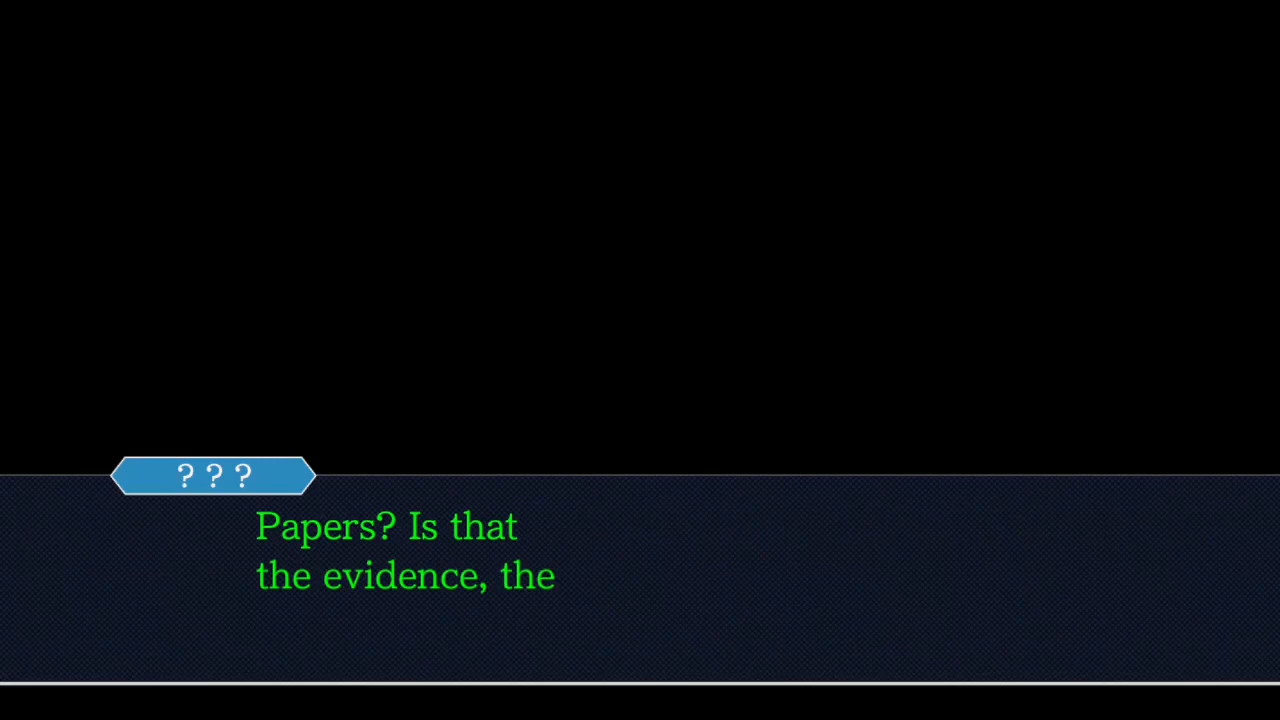 ? ? ?
Papers? Is that
the evidence, the